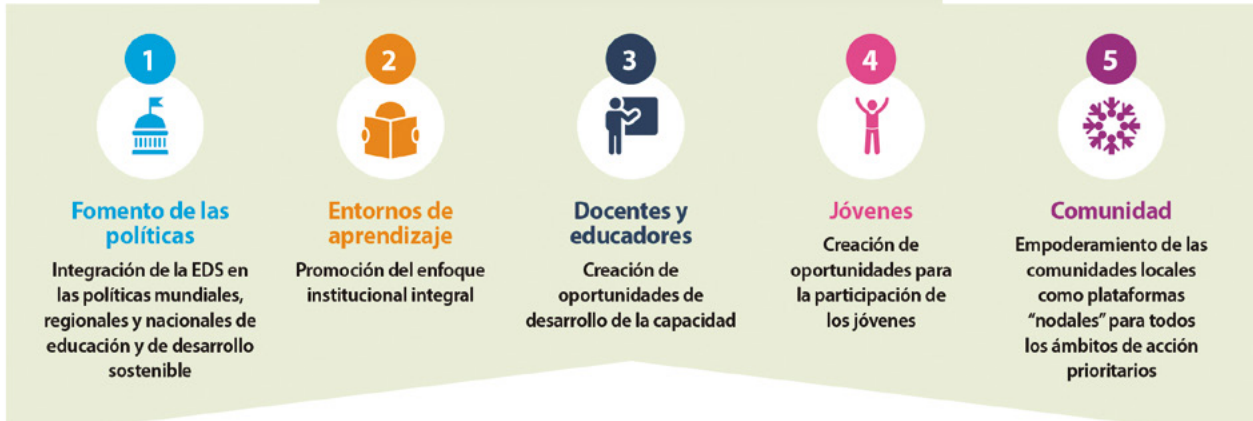 1
Fomento de las
políticas
Integración de la EDS en
las políticas mundiales,
regionales y nacionales de
educación y de desarrollo
sostenible
2
Entornos de
aprendizaje
Promoción del enfoque
institucional integral
3
Docentes y
educadores
Creación de
oportunidades de
desarrollo de la capacidad
4
Jóvenes
Creación de
oportunidades para
la participación de
los jóvenes
5
Comunidad
Empoderamiento de las
comunidades locales
como plataformas
“nodales” para todos
los ámbitos de acción
prioritarios